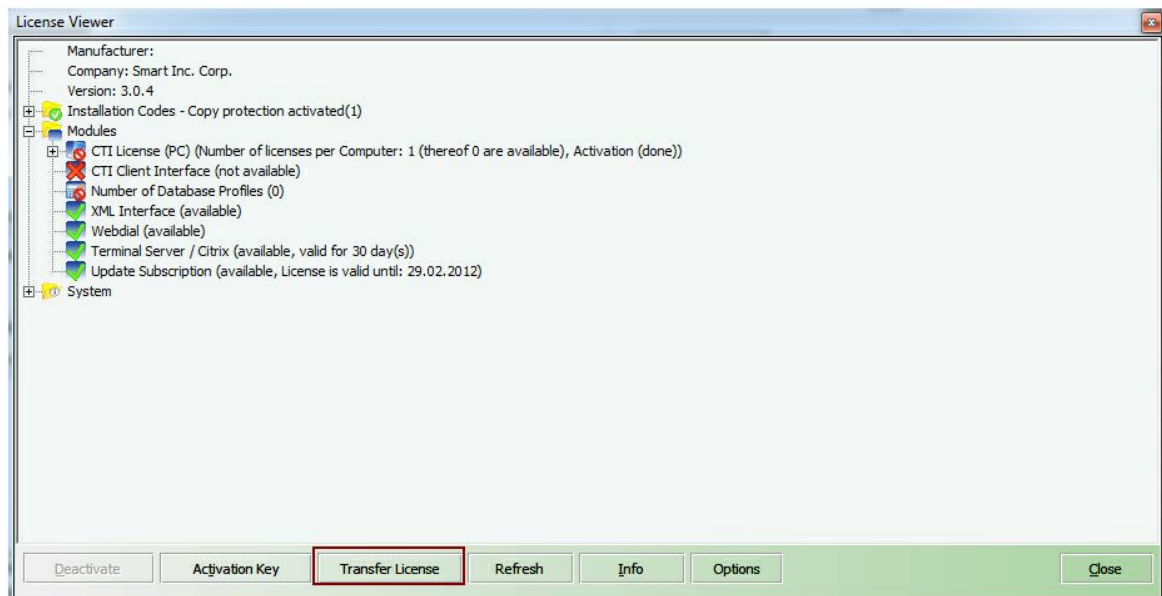 License Viewer
Manufacturer:
Company: Smart Inc. Corp.
Version: 3.0.4
Installation Codes - Copy protection activated(1)
Modules
CTI License (PC) (Number of licenses per Computer: 1 (thereof 0 are available), Activation (done))
CTI Client Interface (not available)
Number of Database Profiles (0)
XML Interface (available)
Webdial (available)
Terminal Server / Citrix (available, valid for 30 day(s))
Update Subscription (available, License is valid until: 29.02.2012)
System
Deactivate Activation Key Transfer License Refresh Info Options Close